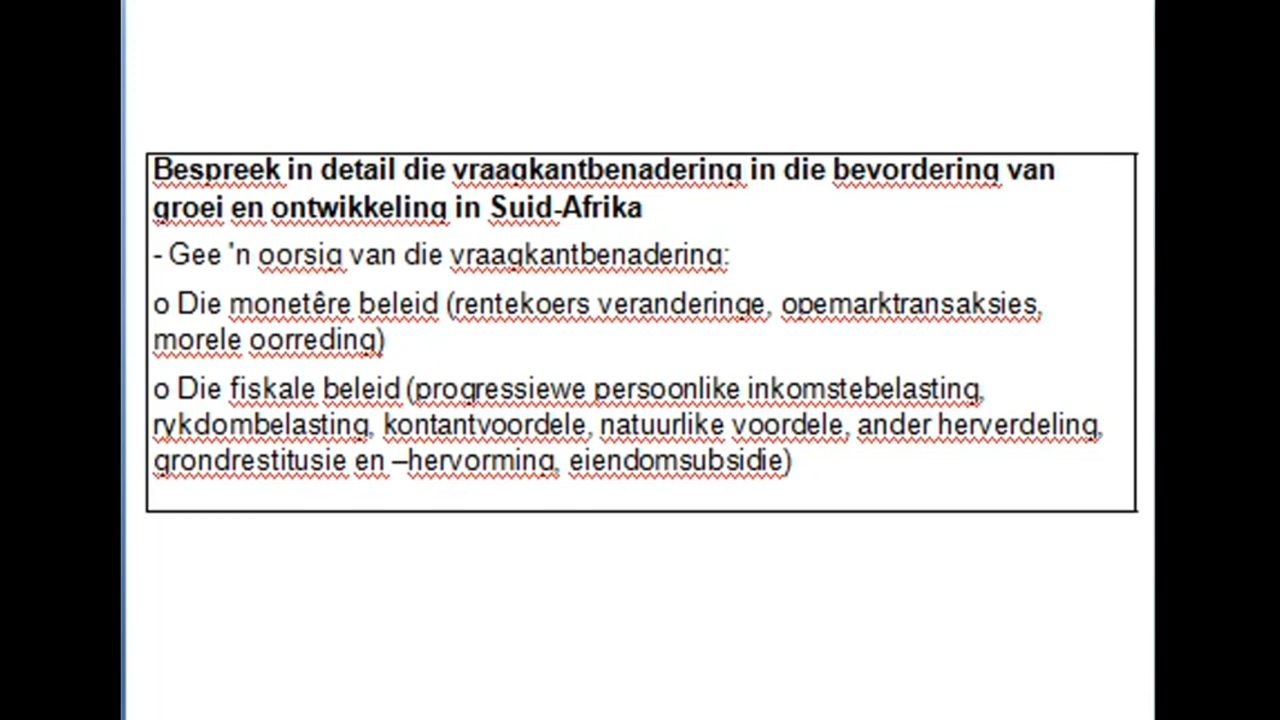 Bespreek in detail die vraagkantbenadering in die bevordering van
groei en ontwikkeling in Suid-Afrika
- Gee 'n oorsig van die vraagkantbenadering:
o Die monetêre beleid (rentekoers veranderinge, opemarktransaksies,
morele oorreding)
o Die fiskale beleid (progressiewe persoonlike inkomstebelasting,
rykdombelasting, kontantvoordele, natuurlike voordele, ander herverdeling,
grondrestitusie en –hervorming, eiendomsubsidie)